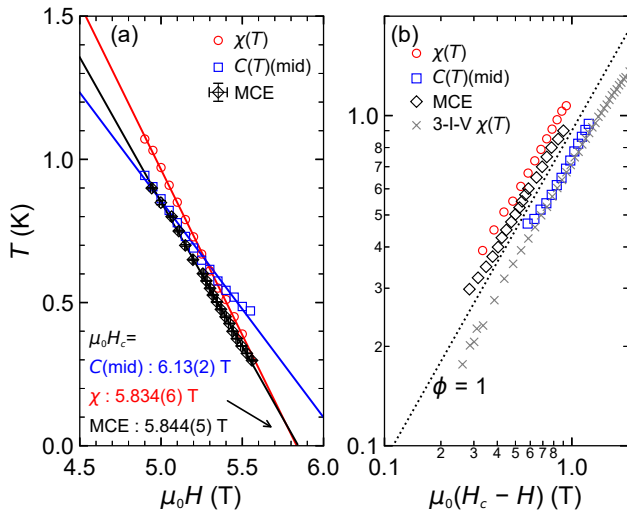 (a)
χ(T)
C(T)(mid)
MCE
μ₀H_c=
C(mid) : 6.13(2) T
χ : 5.834(6) T
MCE : 5.844(5) T
1.5
1.0
0.5
0.0
T (K)
4.5 5.0 5.5 6.0
μ₀H (T)
(b)
χ(T)
C(T)(mid)
MCE
3-I-V χ(T)
ϕ = 1
1.0
8
7
6
5
4
3
2
0.1
2 3 4 5 6 7 8
0.1 1.0
μ₀(H_c − H) (T)